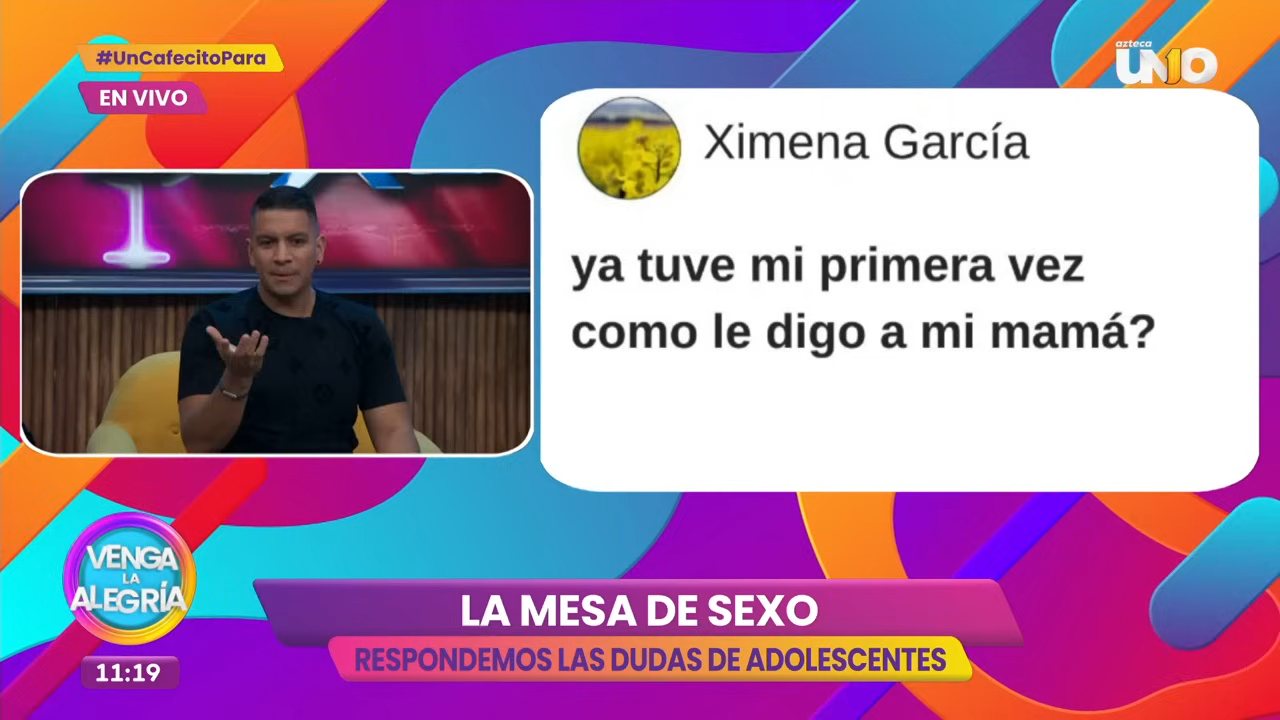 #UnCafecitoPara
EN VIVO
azteca
UNO
Ximena García
ya tuve mi primera vez
como le digo a mi mamá?
VENGA
LA
ALEGRÍA
11:19
LA MESA DE SEXO
RESPONDEMOS LAS DUDAS DE ADOLESCENTES